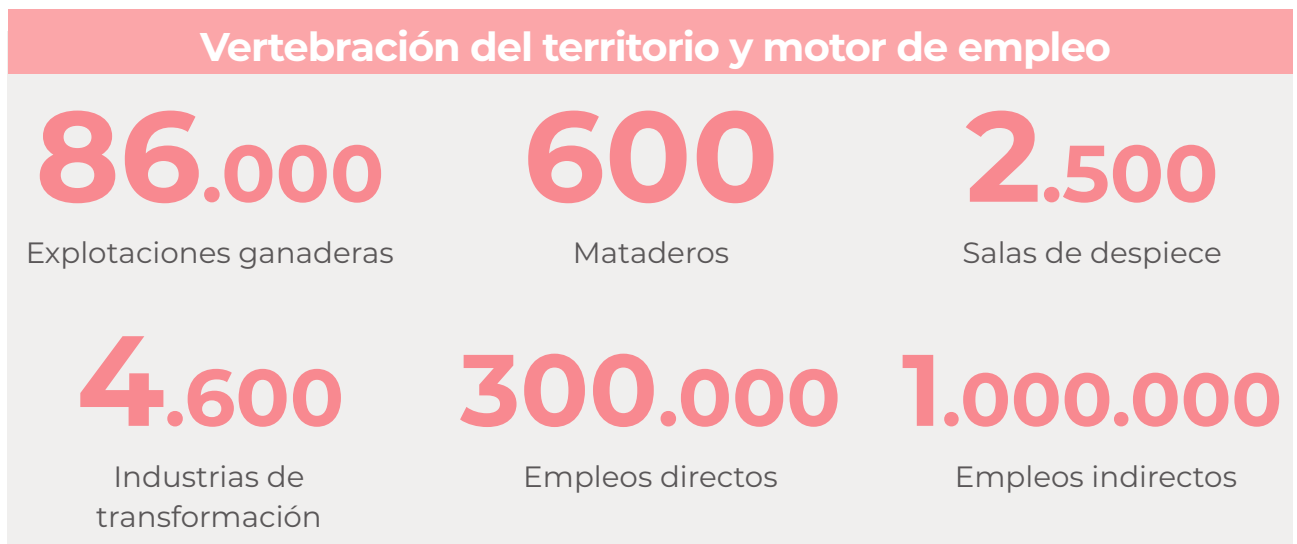 Vertebración del territorio y motor de empleo
86.000
Explotaciones ganaderas
600
Mataderos
2.500
Salas de despiece
4.600
Industrias de
transformación
300.000
Empleos directos
1.000.000
Empleos indirectos